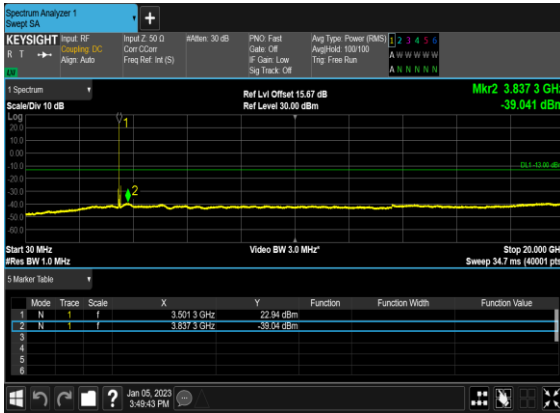 Spectrum Analyzer 1
Swept SA
+
KEYSIGHT
R T
Input: RF
Coupling: DC
Align: Auto
Input Z: 50 Ω
Corr CCorr
Freq Ref: Int (S)
#Atten: 30 dB
PNO: Fast
Gate: Off
IF Gain: Low
Sig Track: Off
Avg Type: Power (RMS)
Avg|Hold: 100/100
Trig: Free Run
1 2 3 4 5 6
A W W W W W
A N N N N N
1 Spectrum
Scale/Div 10 dB
Ref Lvl Offset 15.67 dB
Ref Level 30.00 dBm
Mkr2 3.837 3 GHz
-39.041 dBm
Log
20.0
10.0
0.00
-10.0
-20.0
-30.0
-40.0
-50.0
-60.0
1
2
DL1 -13.00 dBm
Start 30 MHz
#Res BW 1.0 MHz
Video BW 3.0 MHz*
Stop 20.000 GHz
Sweep 34.7 ms (40001 pts)
5 Marker Table
Mode Trace Scale X Y Function Function Width Function Value
1 N 1 f 3.501 3 GHz 22.94 dBm
2 N 1 f 3.837 3 GHz -39.04 dBm
3
4
5
6
?
Jan 05, 2023
3:49:43 PM